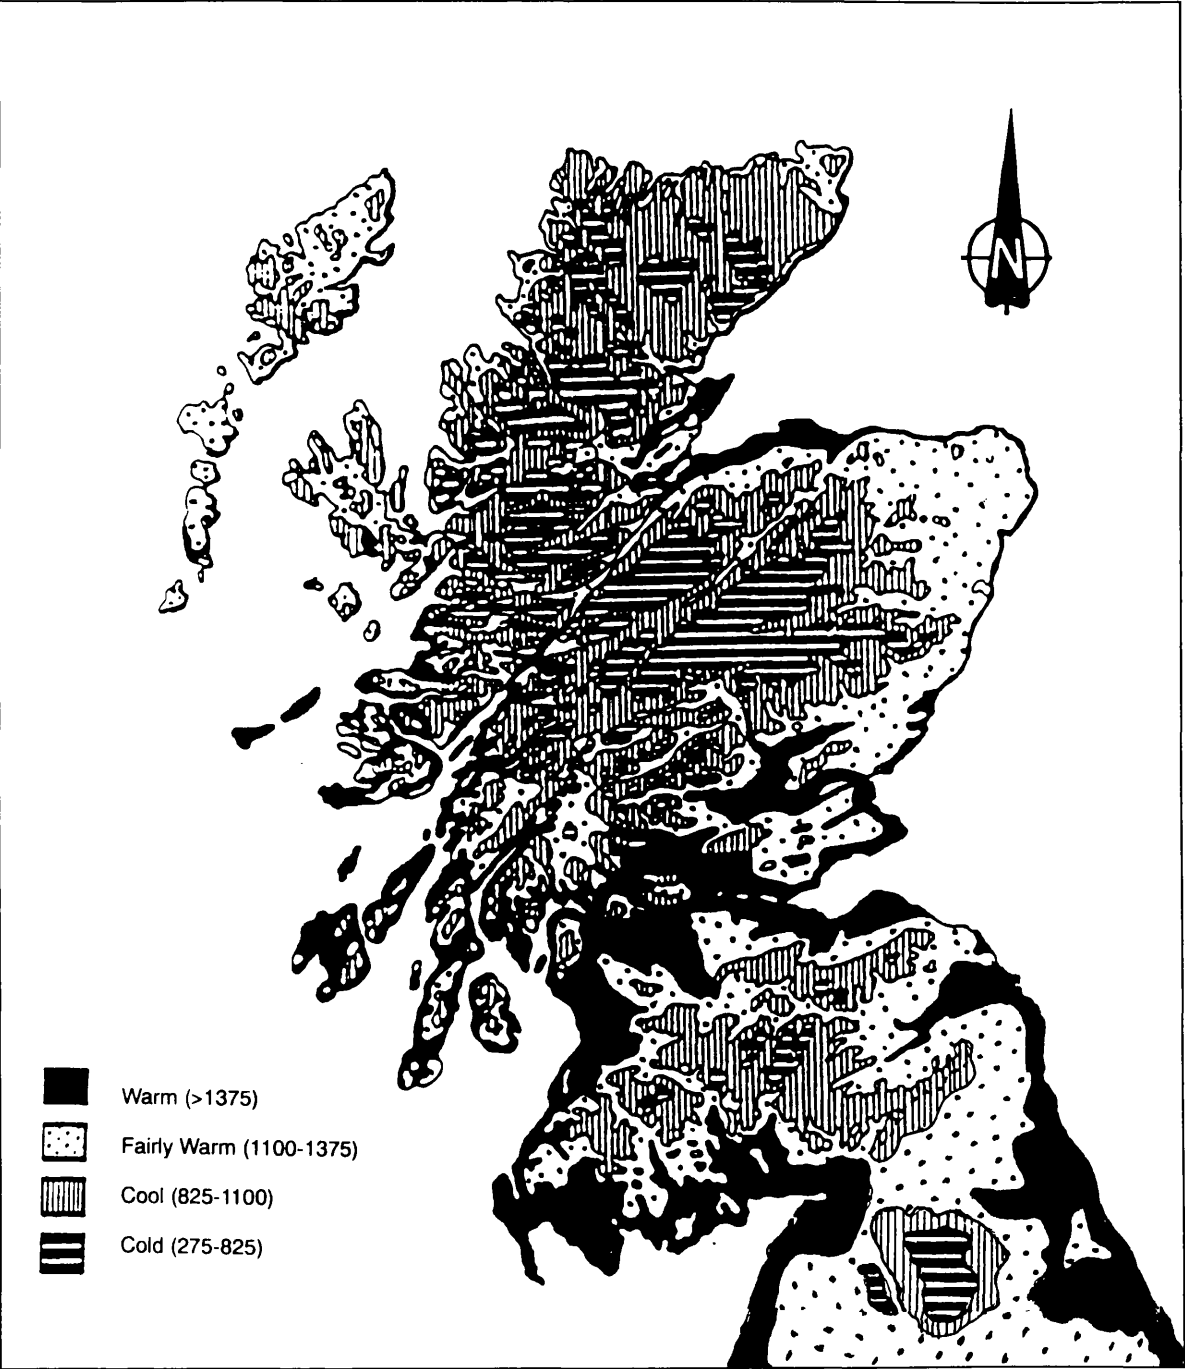 N
Warm (>1375)
Fairly Warm (1100-1375)
Cool (825-1100)
Cold (275-825)